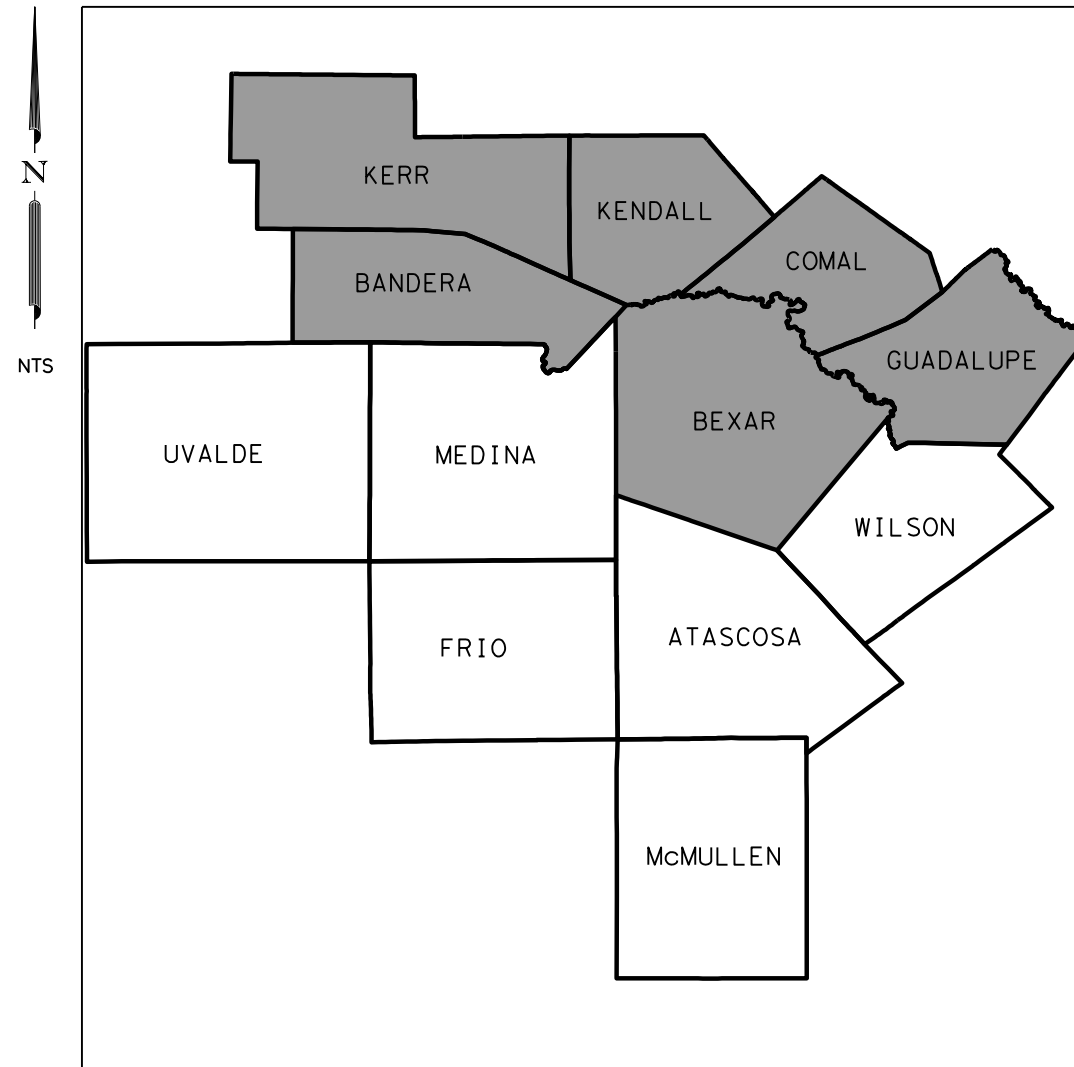 N
KERR
KENDALL
COMAL
BANDERA
NTS
GUADALUPE
BEXAR
UVALDE
MEDINA
WILSON
FRIO
ATASCOSA
McMULLEN